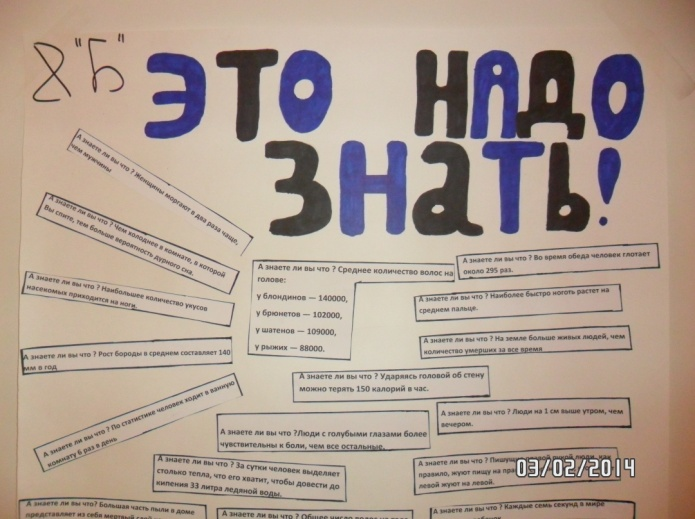 8 "Б"
ЭТО НАДО
ЗНАТЬ!
А знаете ли вы что ? Женщины моргают в два раза чаще,
чем мужчины
А знаете ли вы что ? Чем холоднее в комнате, в которой
Вы спите, тем больше вероятность дурного сна.
А знаете ли вы что ? Наибольшее количество укусов
насекомых приходится на ноги.
А знаете ли вы что ? Рост бороды в среднем составляет 140
мм в год
А знаете ли вы что ? По статистике человек ходит в ванную
комнату 6 раз в день
А знаете ли вы что ? Среднее количество волос на
голове:
у блондинов — 140000,
у брюнетов — 102000,
у шатенов — 109000,
у рыжих — 88000.
А знаете ли вы что ? Во время обеда человек глотает
около 295 раз.
А знаете ли вы что ? Наиболее быстро ноготь растет на
среднем пальце.
А знаете ли вы что ? На земле больше живых людей, чем
количество умерших за все время
А знаете ли вы что ? Ударяясь головой об стену
можно терять 150 калорий в час.
А знаете ли вы что ? Люди на 1 см выше утром, чем
вечером.
А знаете ли вы что ?Люди с голубыми глазами более
чувствительны к боли, чем все остальные.
А знаете ли вы что ? За сутки человек выделяет
столько тепла, что его хватит, чтобы довести до
кипения 33 литра ледяной воды.
А знаете ли вы что ? рукой люди, как
правило, жуют пищу на
левой жуют на левой.
03/02/2014
А знаете ли вы что? Большая часть пыли в доме
представляет из себя мертвый
А знаете ли вы что ? Общее число
А знаете ли вы что ? Каждые семь секунд в мире